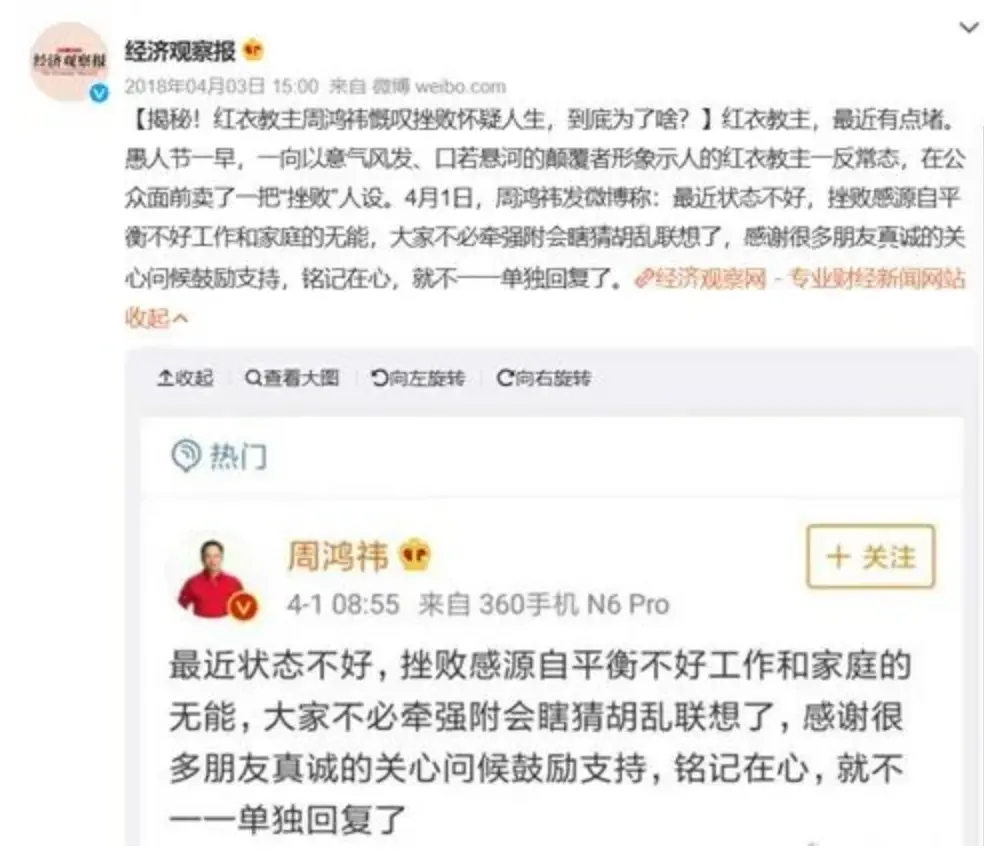 经济观察报
经济观察报
2018年04月03日 15:00 来自 微博 weibo.com
【揭秘！红衣教主周鸿祎慨叹挫败怀疑人生，到底为了啥？】红衣教主，最近有点堵。
愚人节一早，一向以意气风发、口若悬河的颠覆者形象示人的红衣教主一反常态，在公
众面前卖了一把“挫败”人设。4月1日，周鸿祎发微博称：最近状态不好，挫败感源自平
衡不好工作和家庭的无能，大家不必牵强附会瞎猜胡乱联想了，感谢很多朋友真诚的关
心问候鼓励支持，铭记在心，就不一一单独回复了。经济观察网 - 专业财经新闻网站
收起
收起 查看大图 向左旋转 向右旋转
热门
周鸿祎
+ 关注
4-1 08:55 来自 360手机 N6 Pro
最近状态不好，挫败感源自平衡不好工作和家庭的
无能，大家不必牵强附会瞎猜胡乱联想了，感谢很
多朋友真诚的关心问候鼓励支持，铭记在心，就不
一一单独回复了